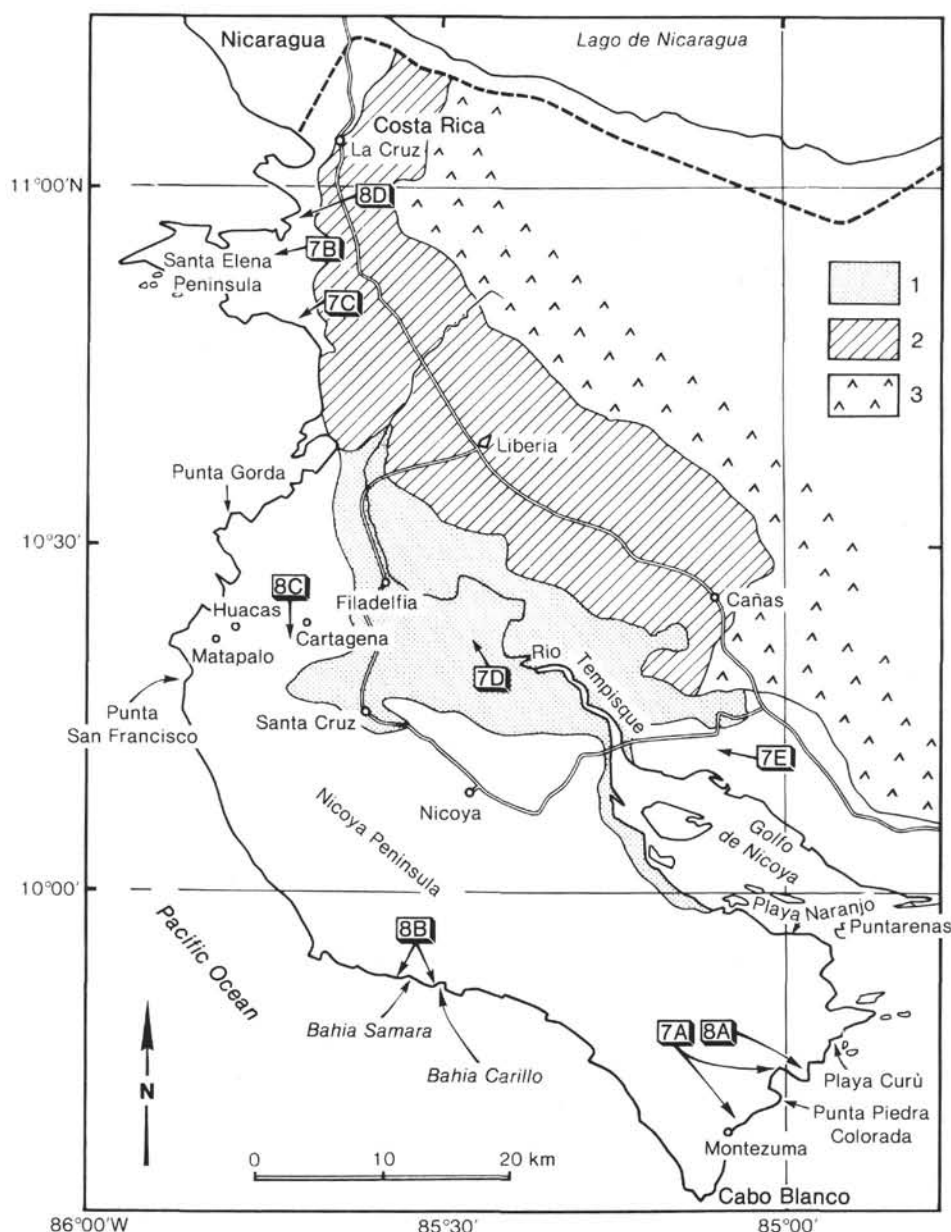 Nicaragua
Lago de Nicaragua
Costa Rica
La Cruz
11°00'N
8D
7B
Santa Elena
Peninsula
7C
1
2
3
Liberia
Punta Gorda
10°30'
8C
Huacas
Filadelfia
Cañas
Cartagena
Matapalo
Rio
Tempisque
7D
Punta
San Francisco
Santa Cruz
7E
Nicoya
Nicoya Peninsula
Golfo
de Nicoya
10°00'
Playa Naranjo
Puntarenas
Pacific Ocean
8B
Bahia Samara
Bahia Carillo
7A
8A
Playa Curù
Punta Piedra
Colorada
N
Montezuma
0
10
20 km
Cabo Blanco
86°00'W
85°30'
85°00'